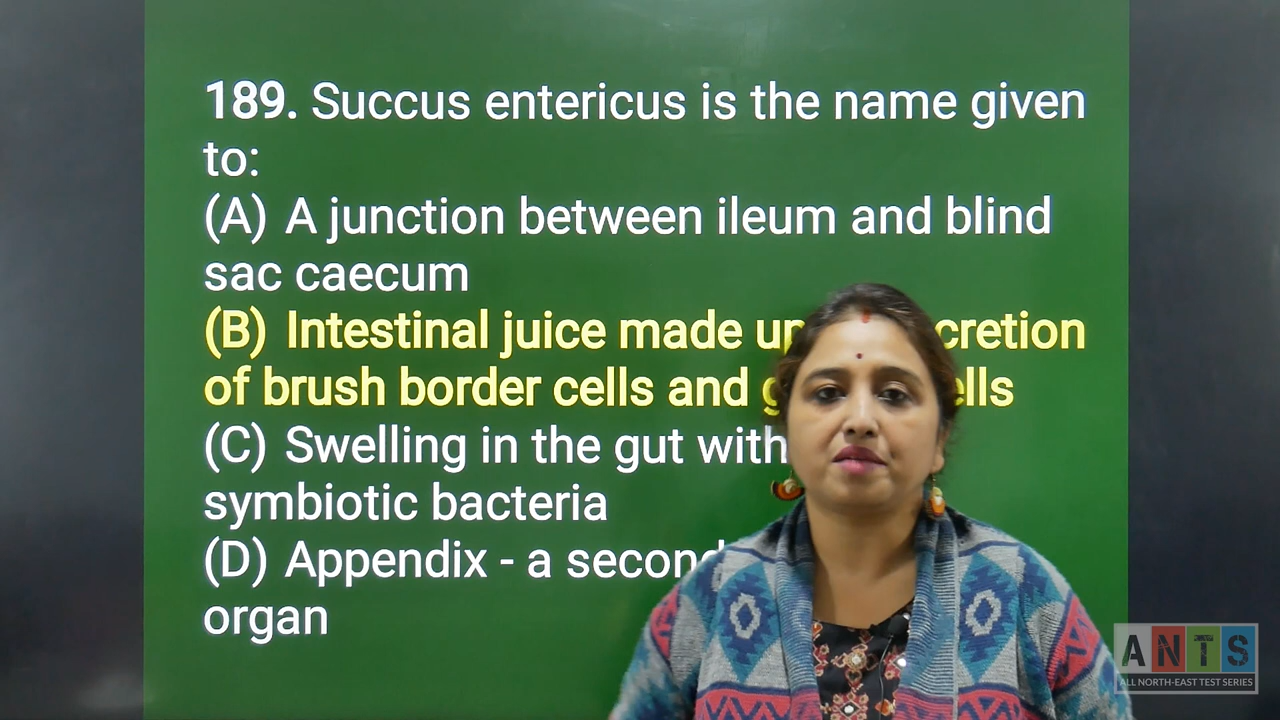 189. Succus entericus is the name given
to:
(A) A junction between ileum and blind
sac caecum
(B) Intestinal juice made
of brush border cells and
(C) Swelling in the gut with
symbiotic bacteria
(D) Appendix - a
organ
ANTS
ALL NORTH-EAST TEST SERIES